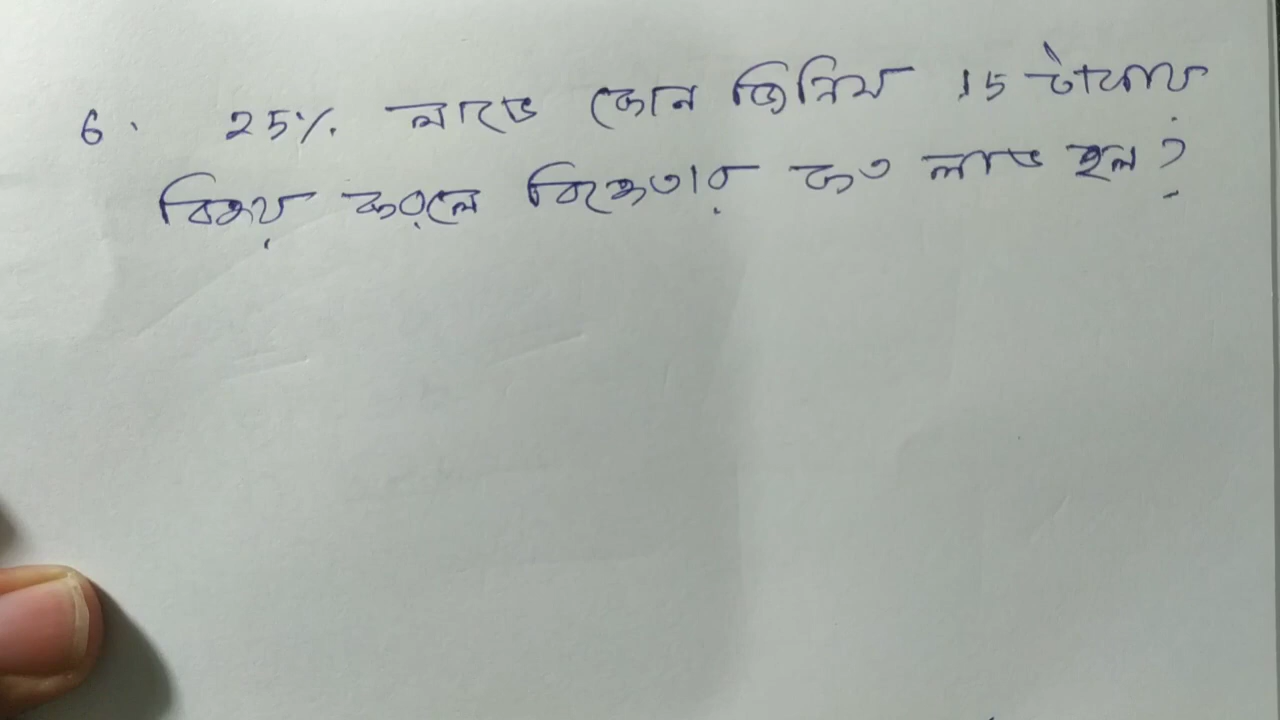 6. 25% লাভে কোন জিনিষ 15 টাকায়
বিক্রয় করলে বিক্রেতার কত লাভ হল?